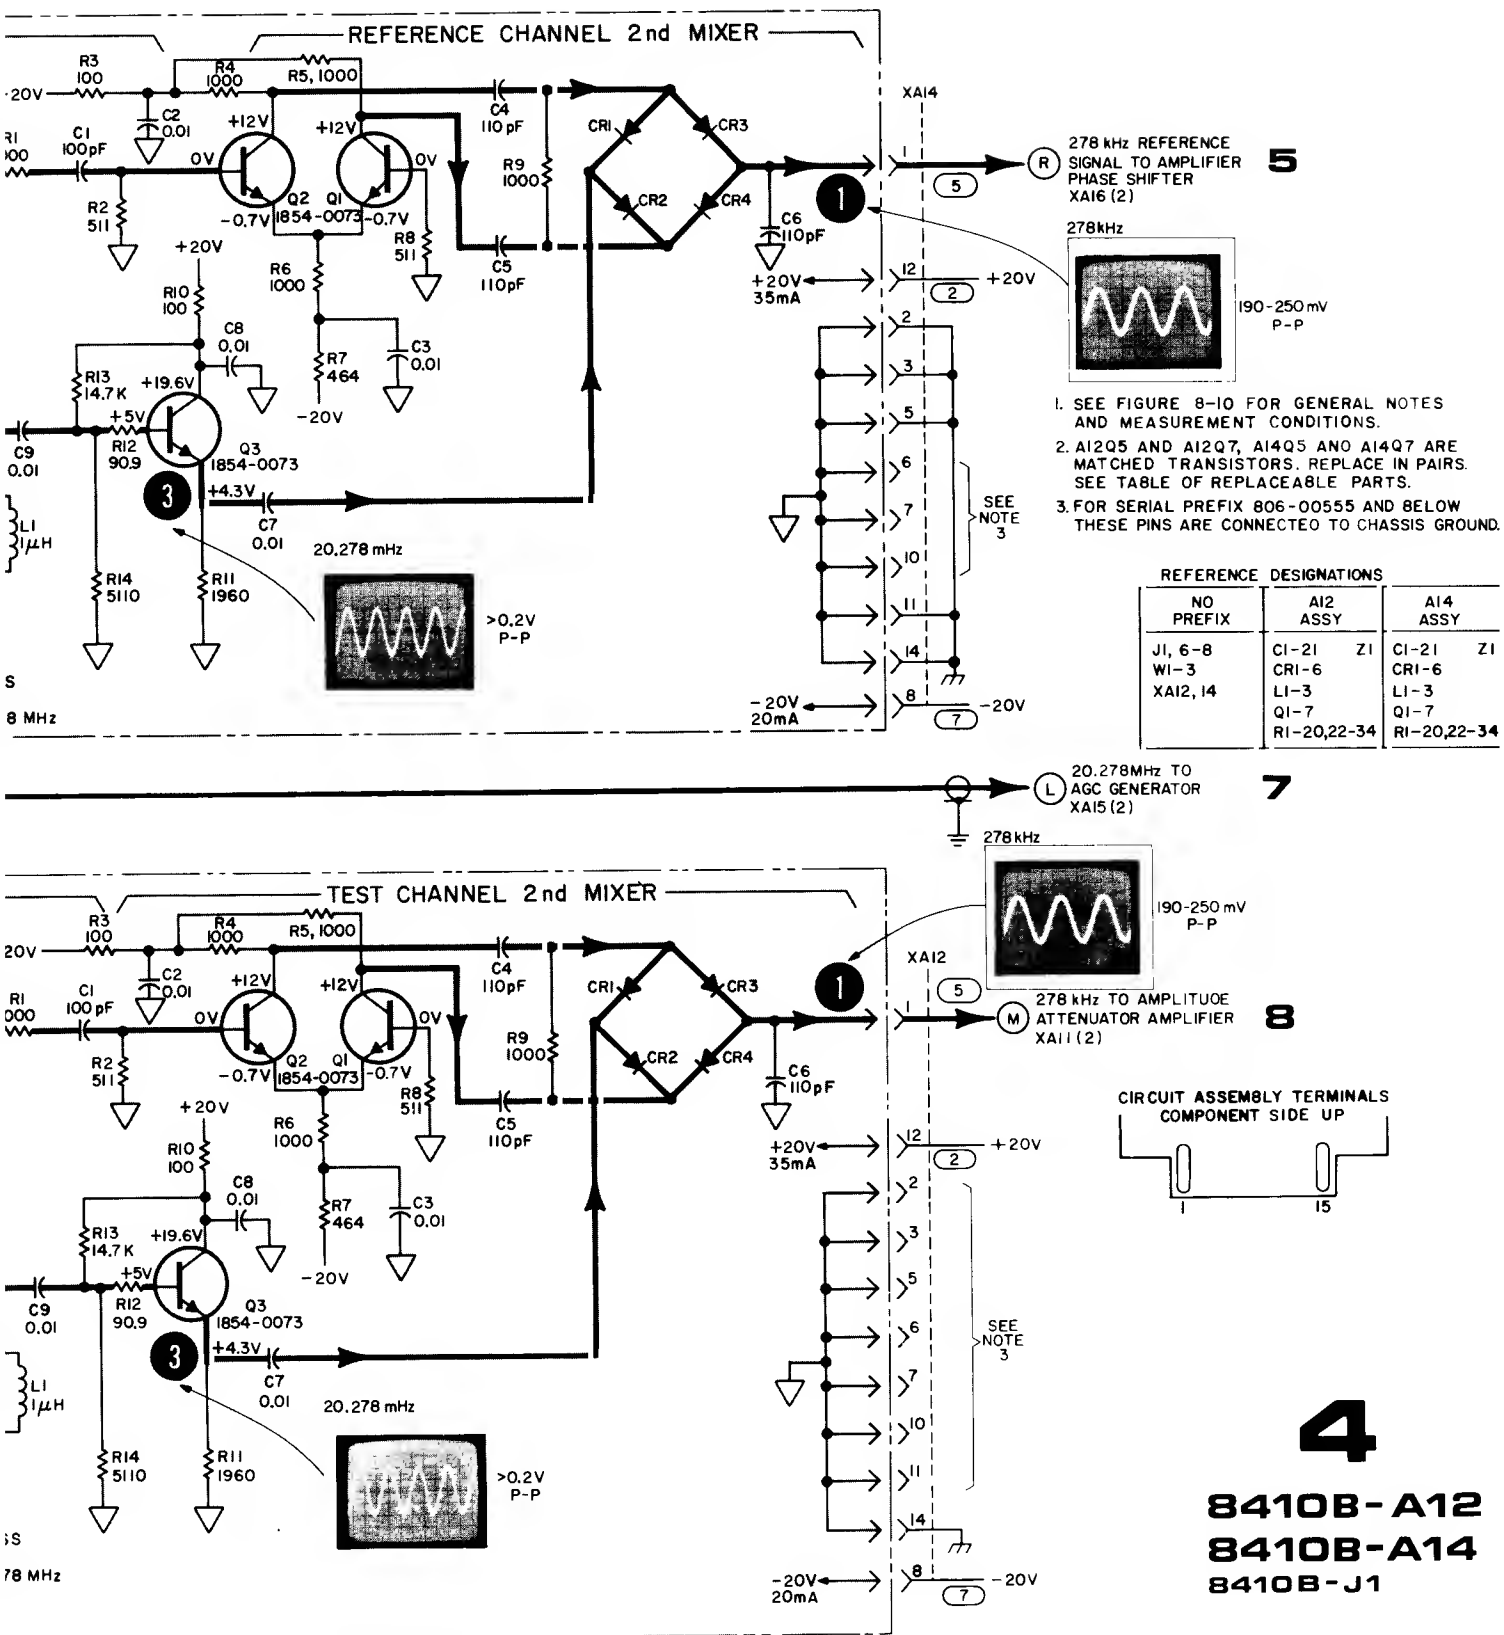 REFERENCE CHANNEL 2nd MIXER
R3
100
-20V
R4
1000
R5, 1000
C2
0.01
C1
100pF
R1
000
+12V
+12V
0V
0V
R2
511
Q2
Q1
1854-0073
-0.7V
-0.7V
R8
511
C4
110pF
R9
1000
C5
110pF
CR1
CR3
CR2
CR4
C6
110pF
1
XA14
1
5
R
278 kHz REFERENCE
SIGNAL TO AMPLIFIER
PHASE SHIFTER
XA16 (2)
5
278kHz
190-250 mV
P-P
+20V
R10
100
C8
0.01
R6
1000
R7
464
C3
0.01
-20V
R13
14.7K
+19.6V
+5V
R12
90.9
Q3
1854-0073
C9
0.01
3
+4.3V
C7
0.01
L1
1μH
R14
5110
R11
1960
20.278 mHz
>0.2V
P-P
+20V
35mA
12
2
+20V
2
3
5
6
7
10
11
14
SEE
NOTE
3
-20V
20mA
8
7
-20V
S
8 MHz
1. SEE FIGURE 8-10 FOR GENERAL NOTES
AND MEASUREMENT CONDITIONS.
2. A12Q5 AND A12Q7, A14Q5 ANO A14Q7 ARE
MATCHED TRANSISTORS. REPLACE IN PAIRS.
SEE TA8LE OF REPLACEA8LE PARTS.
3. FOR SERIAL PREFIX 806-00555 AND 8ELOW
THESE PINS ARE CONNECTEO TO CHASSIS GROUND.
REFERENCE DESIGNATIONS
NO PREFIX A12 ASSY A14 ASSY
J1, 6-8 C1-21 Z1 C1-21 Z1
W1-3 CR1-6 CR1-6
XA12, 14 L1-3 L1-3
Q1-7 Q1-7
R1-20,22-34 R1-20,22-34
L
20.278MHz TO
AGC GENERATOR
XA15 (2)
7
TEST CHANNEL 2nd MIXER
R3
100
20V
R4
1000
R5, 1000
C2
0.01
C1
100 pF
R1
000
+12V
+12V
0V
0V
R2
511
Q2
Q1
1854-0073
-0.7V
-0.7V
R8
511
C4
110pF
R9
1000
C5
110pF
CR1
CR3
CR2
CR4
C6
110pF
1
278kHz
190-250 mV
P-P
XA12
1
5
M
278 kHz TO AMPLITUOE
ATTENUATOR AMPLIFIER
XA11 (2)
8
+20V
R10
100
C8
0.01
R6
1000
R7
464
C3
0.01
-20V
R13
14.7K
+19.6V
+5V
R12
90.9
Q3
1854-0073
C9
0.01
3
+4.3V
C7
0.01
L1
1μH
R14
5110
R11
1960
20.278 mHz
>0.2V
P-P
+20V
35mA
12
2
+20V
2
3
5
6
7
10
11
14
SEE
NOTE
3
-20V
20mA
8
7
-20V
SS
78 MHz
CIRCUIT ASSEM8LY TERMINALS
COMPONENT SIDE UP
1
15
4
8410B-A12
8410B-A14
8410B-J1